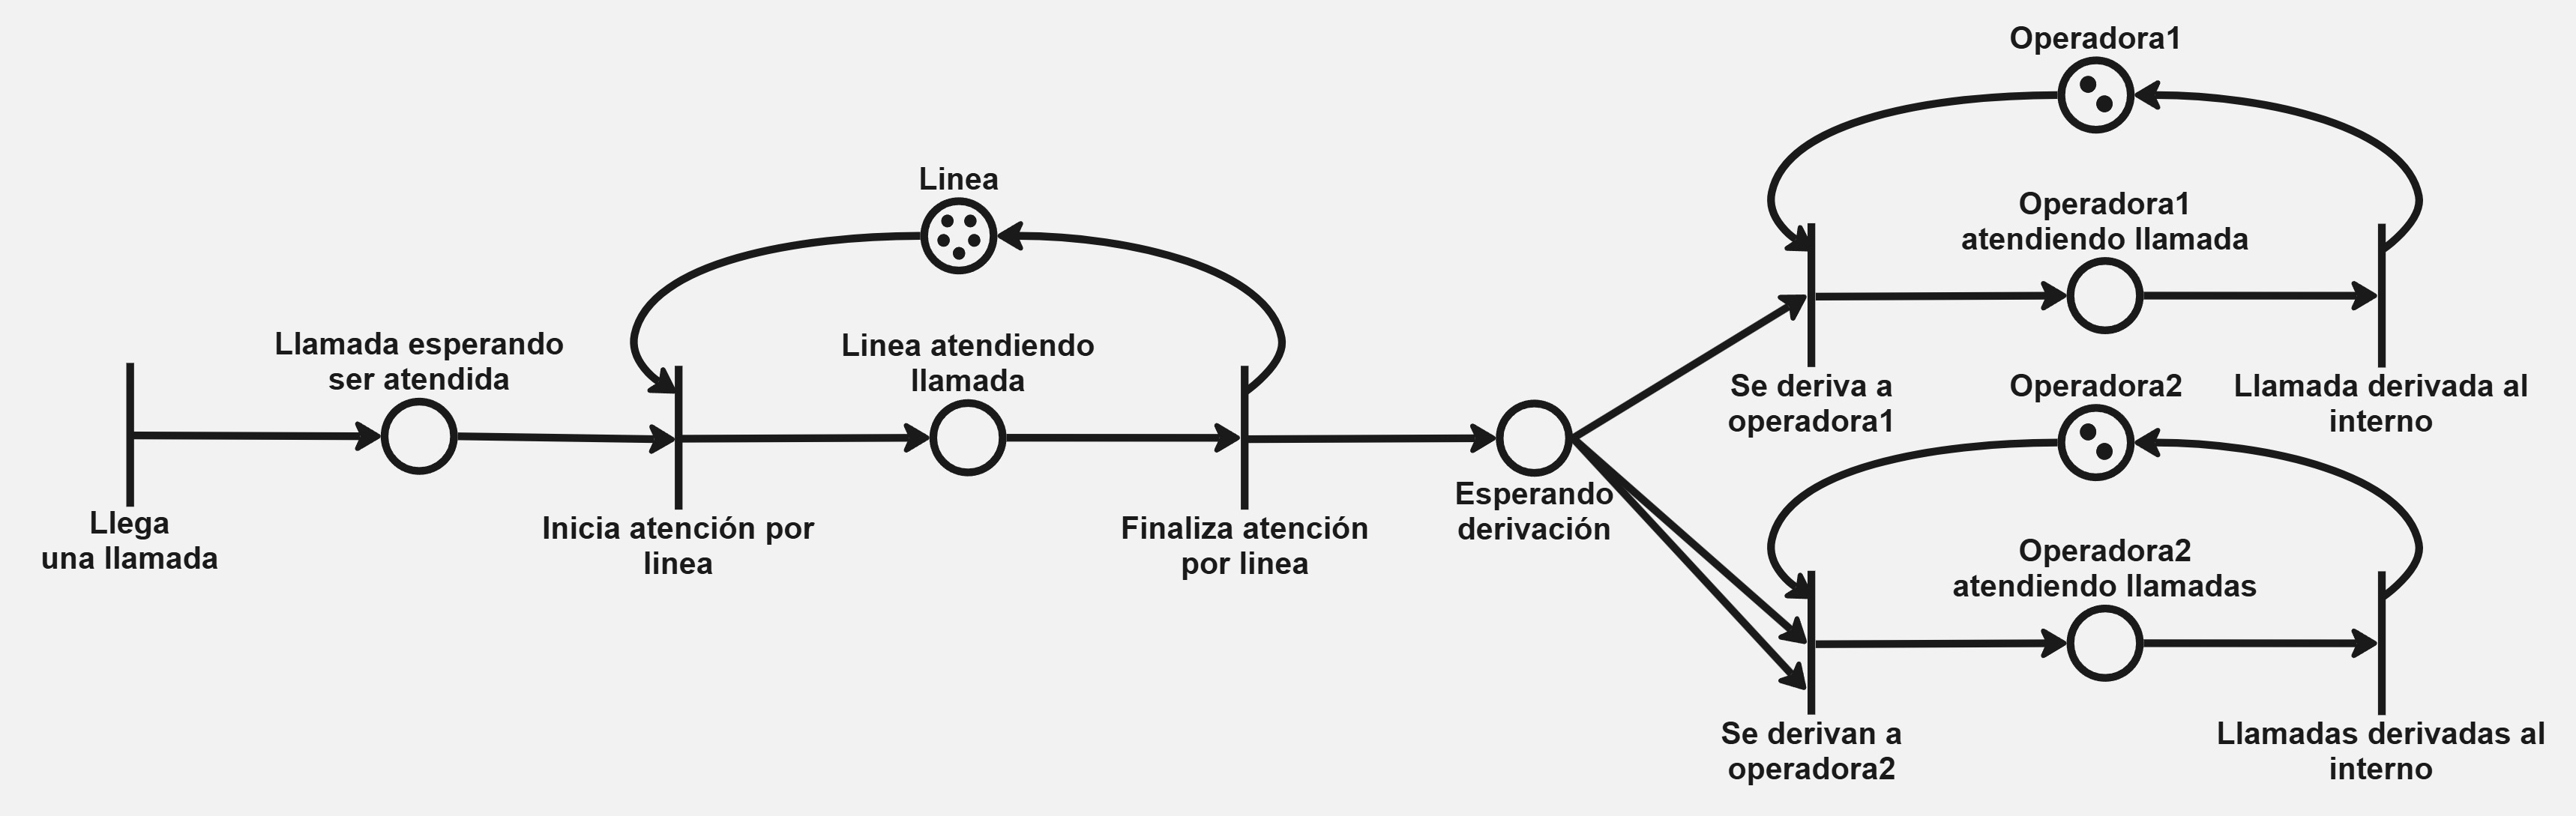 Operadora1
Linea
Operadora1
atendiendo llamada
Llamada esperando
ser atendida
Linea atendiendo
llamada
Se deriva a
operadora1
Operadora2
Llamada derivada al
interno
Esperando
derivación
Llega
una llamada
Inicia atención por
linea
Finaliza atención
por linea
Operadora2
atendiendo llamadas
Se derivan a
operadora2
Llamadas derivadas al
interno